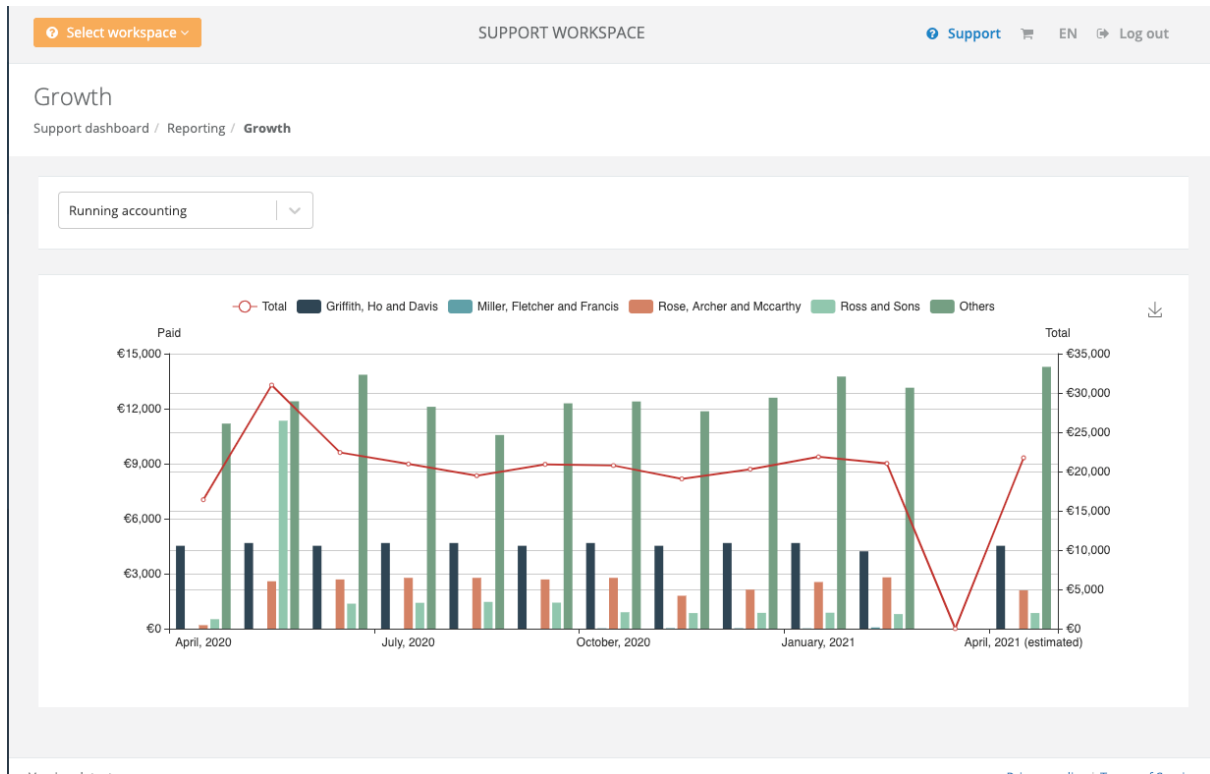 Select workspace
SUPPORT WORKSPACE
Support
EN
Log out
Growth
Support dashboard / Reporting / Growth
Running accounting
Total
Griffith, Ho and Davis
Miller, Fletcher and Francis
Rose, Archer and Mccarthy
Ross and Sons
Others
Paid
Total
€15,000
€12,000
€9,000
€6,000
€3,000
€0
€35,000
€30,000
€25,000
€20,000
€15,000
€10,000
€5,000
€0
April, 2020
July, 2020
October, 2020
January, 2021
April, 2021 (estimated)